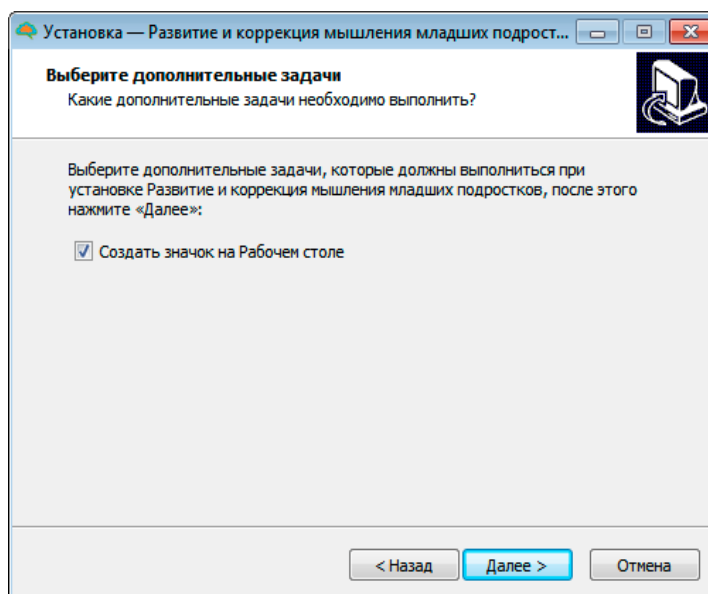 Установка — Развитие и коррекция мышления младших подрост...
Выберите дополнительные задачи
Какие дополнительные задачи необходимо выполнить?
Выберите дополнительные задачи, которые должны выполниться при
установке Развитие и коррекция мышления младших подростков, после этого
нажмите «Далее»:
Создать значок на Рабочем столе
< Назад
Далее >
Отмена